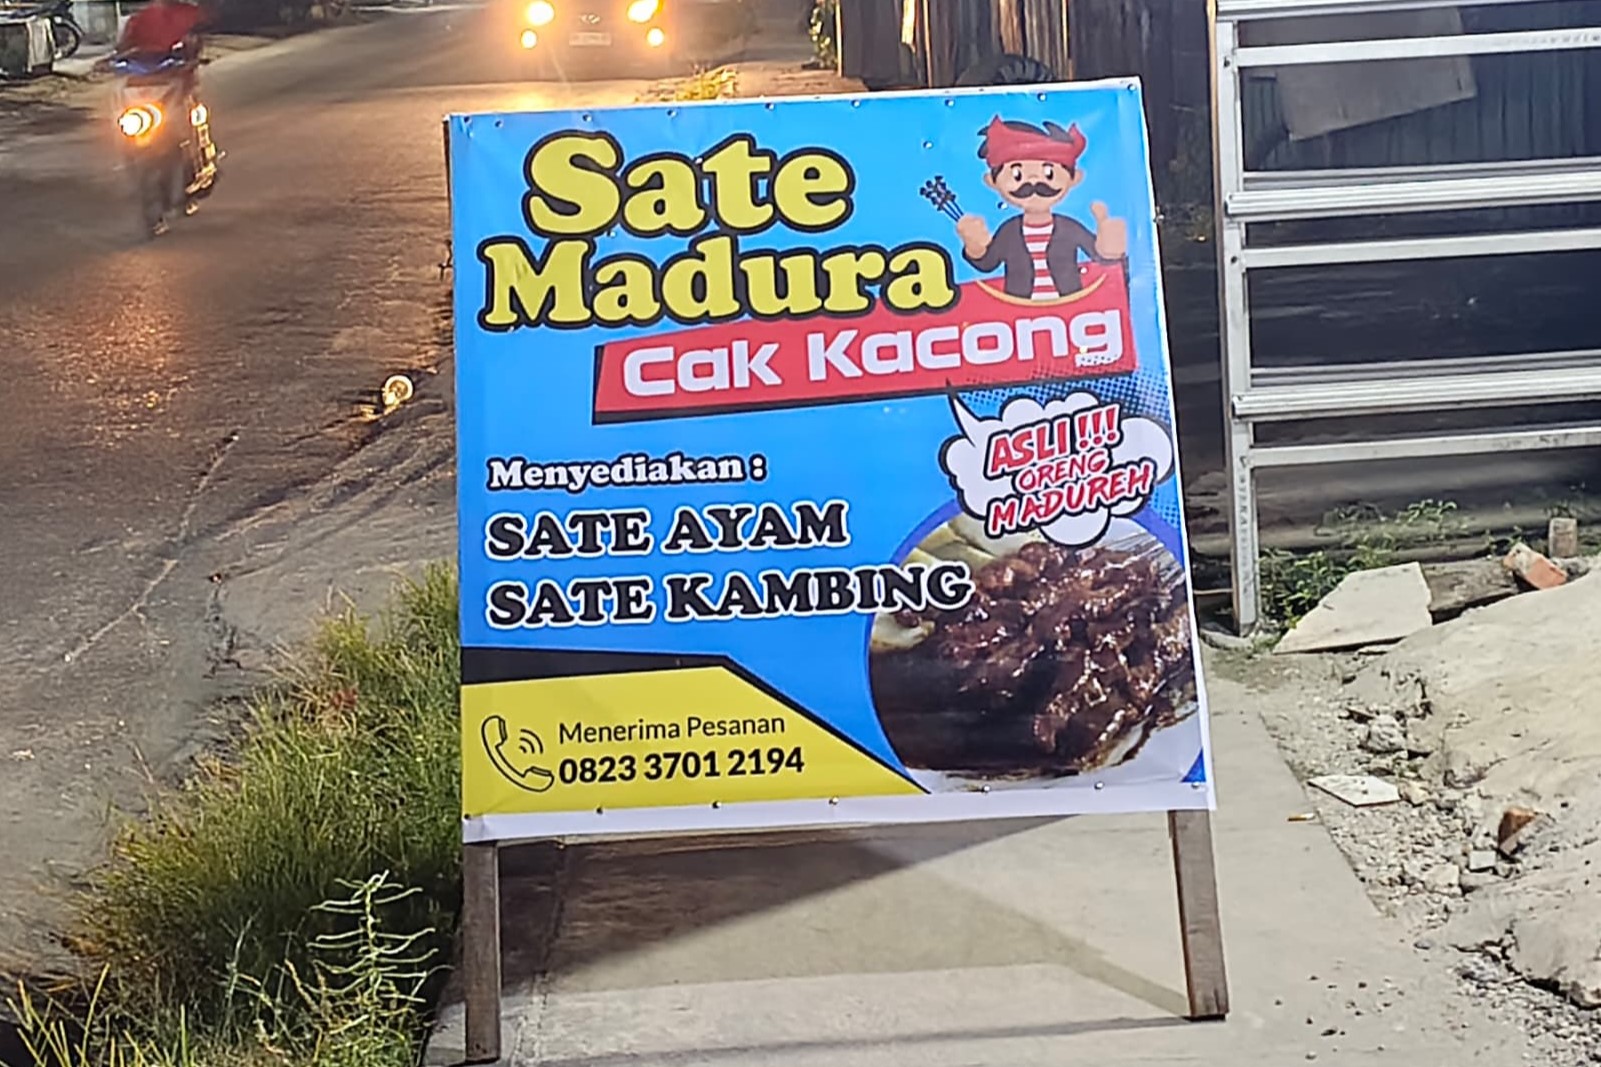 Sate
Madura
Cak Kacong
ASLI!!!
ORENG
MADUREH
Menyediakan :
SATE AYAM
SATE KAMBING
Menerima Pesanan
0823 3701 2194